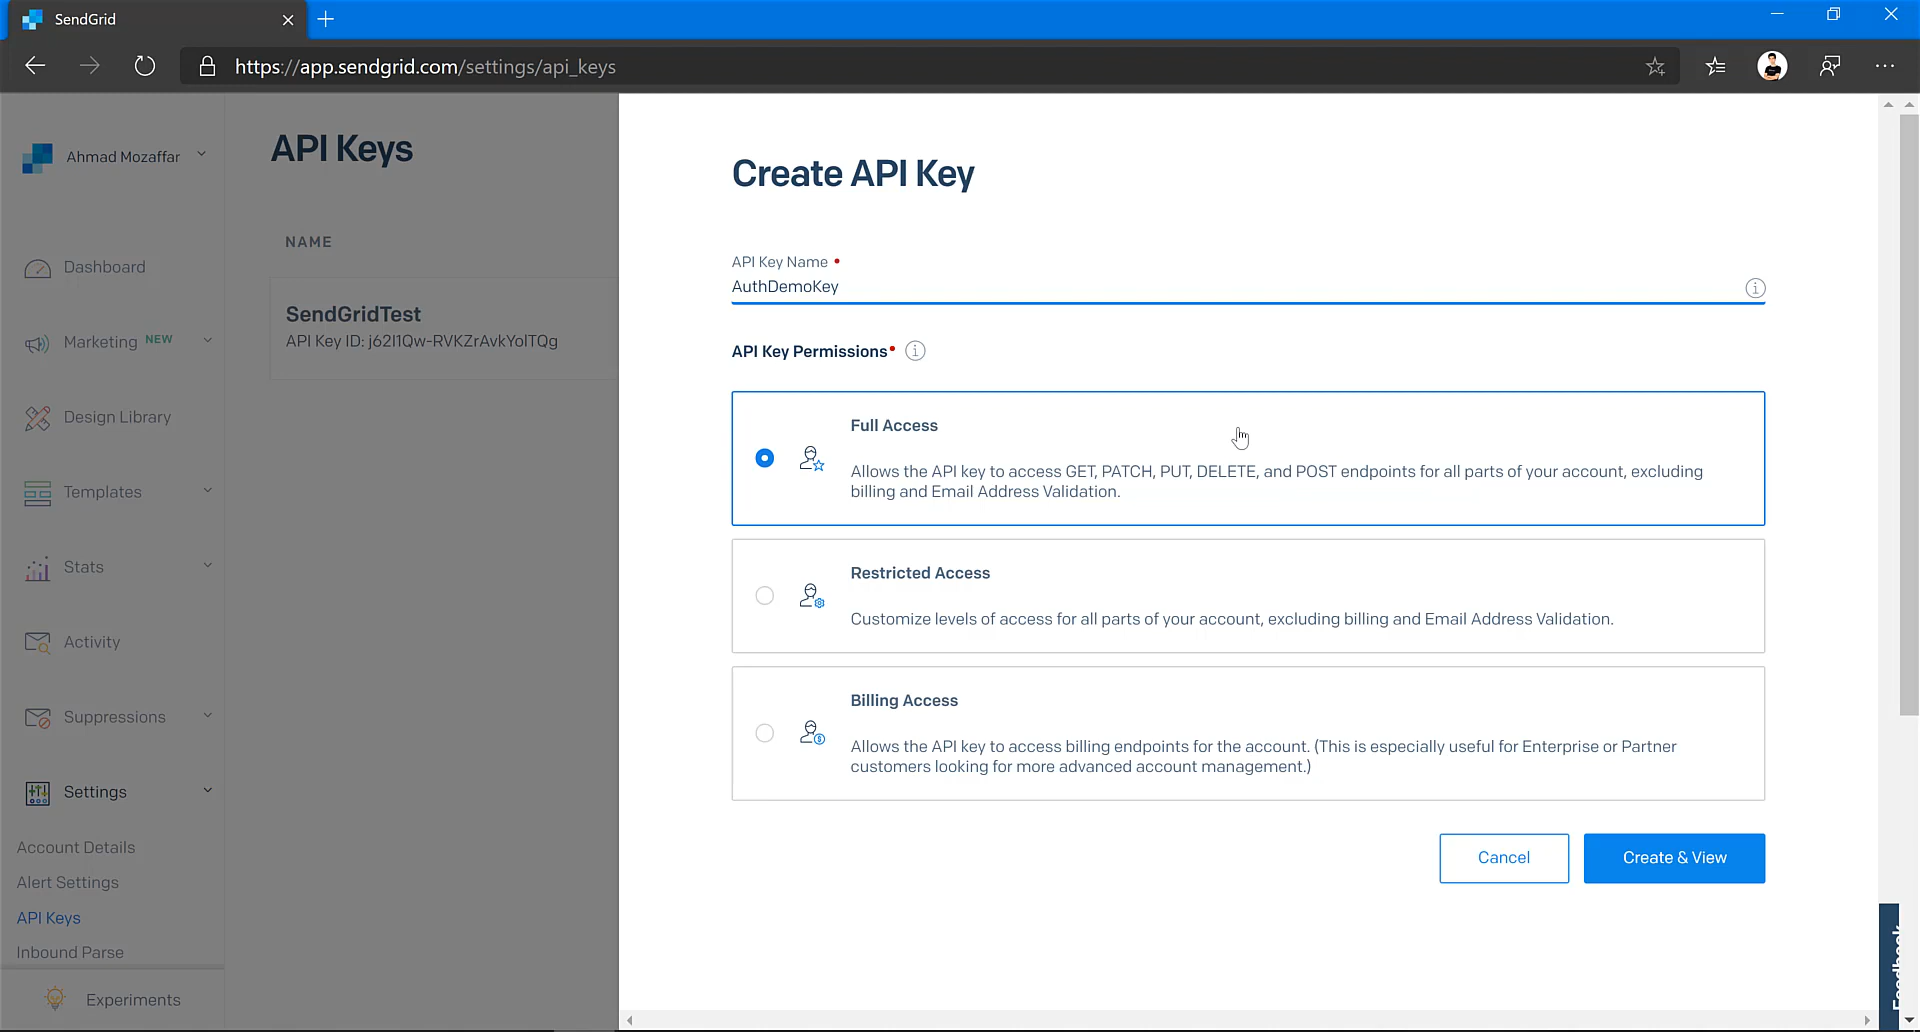 SendGrid
https://app.sendgrid.com/settings/api_keys
Ahmad Mozaffar
Dashboard
Marketing NEW
Design Library
Templates
Stats
Activity
Suppressions
Settings
Account Details
Alert Settings
API Keys
Inbound Parse
Experiments
API Keys
NAME
SendGridTest
API Key ID: j62I1Qw-RVKZrAvkYolTQg
Create API Key
API Key Name •
AuthDemoKey
API Key Permissions •
Full Access
Allows the API key to access GET, PATCH, PUT, DELETE, and POST endpoints for all parts of your account, excluding
billing and Email Address Validation.
Restricted Access
Customize levels of access for all parts of your account, excluding billing and Email Address Validation.
Billing Access
Allows the API key to access billing endpoints for the account. (This is especially useful for Enterprise or Partner
customers looking for more advanced account management.)
Cancel
Create & View
Feedback